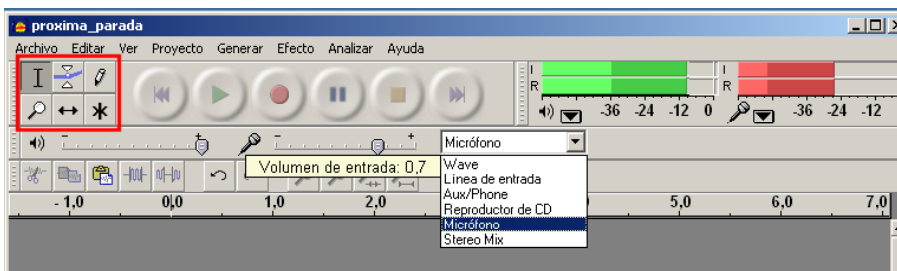 proxima_parada
Archivo Editar Ver Proyecto Generar Efecto Analizar Ayuda
I I
R R
-36 -24 -12 0 -36 -24 -12
- + - + Micrófono
Volumen de entrada: 0,7
Wave
Línea de entrada
Aux/Phone
Reproductor de CD
Micrófono
Stereo Mix
- 1,0 0,0 1,0 2,0 5,0 6,0 7,0